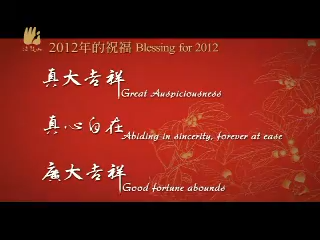 2012年的祝福 Blessing for 2012
真大吉祥
Great Auspiciousness
真心自在
Abiding in sincerity, forever at ease
廣大吉祥
Good fortune abounds